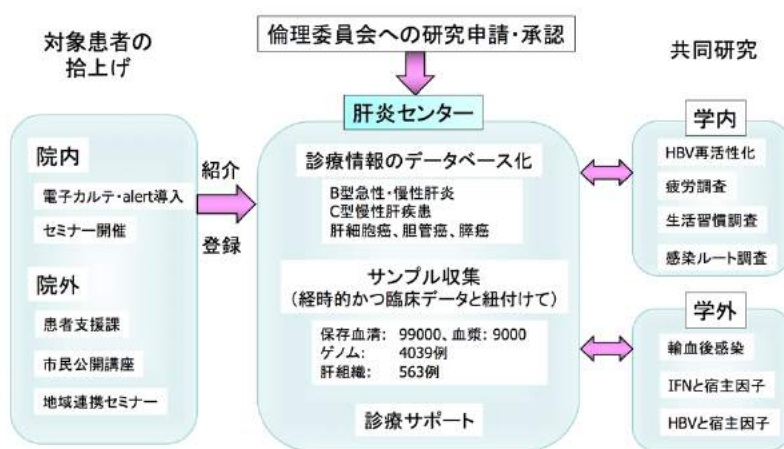 対象患者の
拾上げ
院内
電子カルテ・alert導入
セミナー開催
院外
患者支援課
市民公開講座
地域連携セミナー
紹介
登録
倫理委員会への研究申請・承認
肝炎センター
診療情報のデータベース化
B型急性・慢性肝炎
C型慢性肝疾患
肝細胞癌、胆管癌、膵癌
サンプル収集
（経時的かつ臨床データと紐付けて）
保存血清: 99000、血漿: 9000
ゲノム: 4039例
肝組織: 563例
診療サポート
共同研究
学内
HBV再活性化
疲労調査
生活習慣調査
感染ルート調査
学外
輸血後感染
IFNと宿主因子
HBVと宿主因子